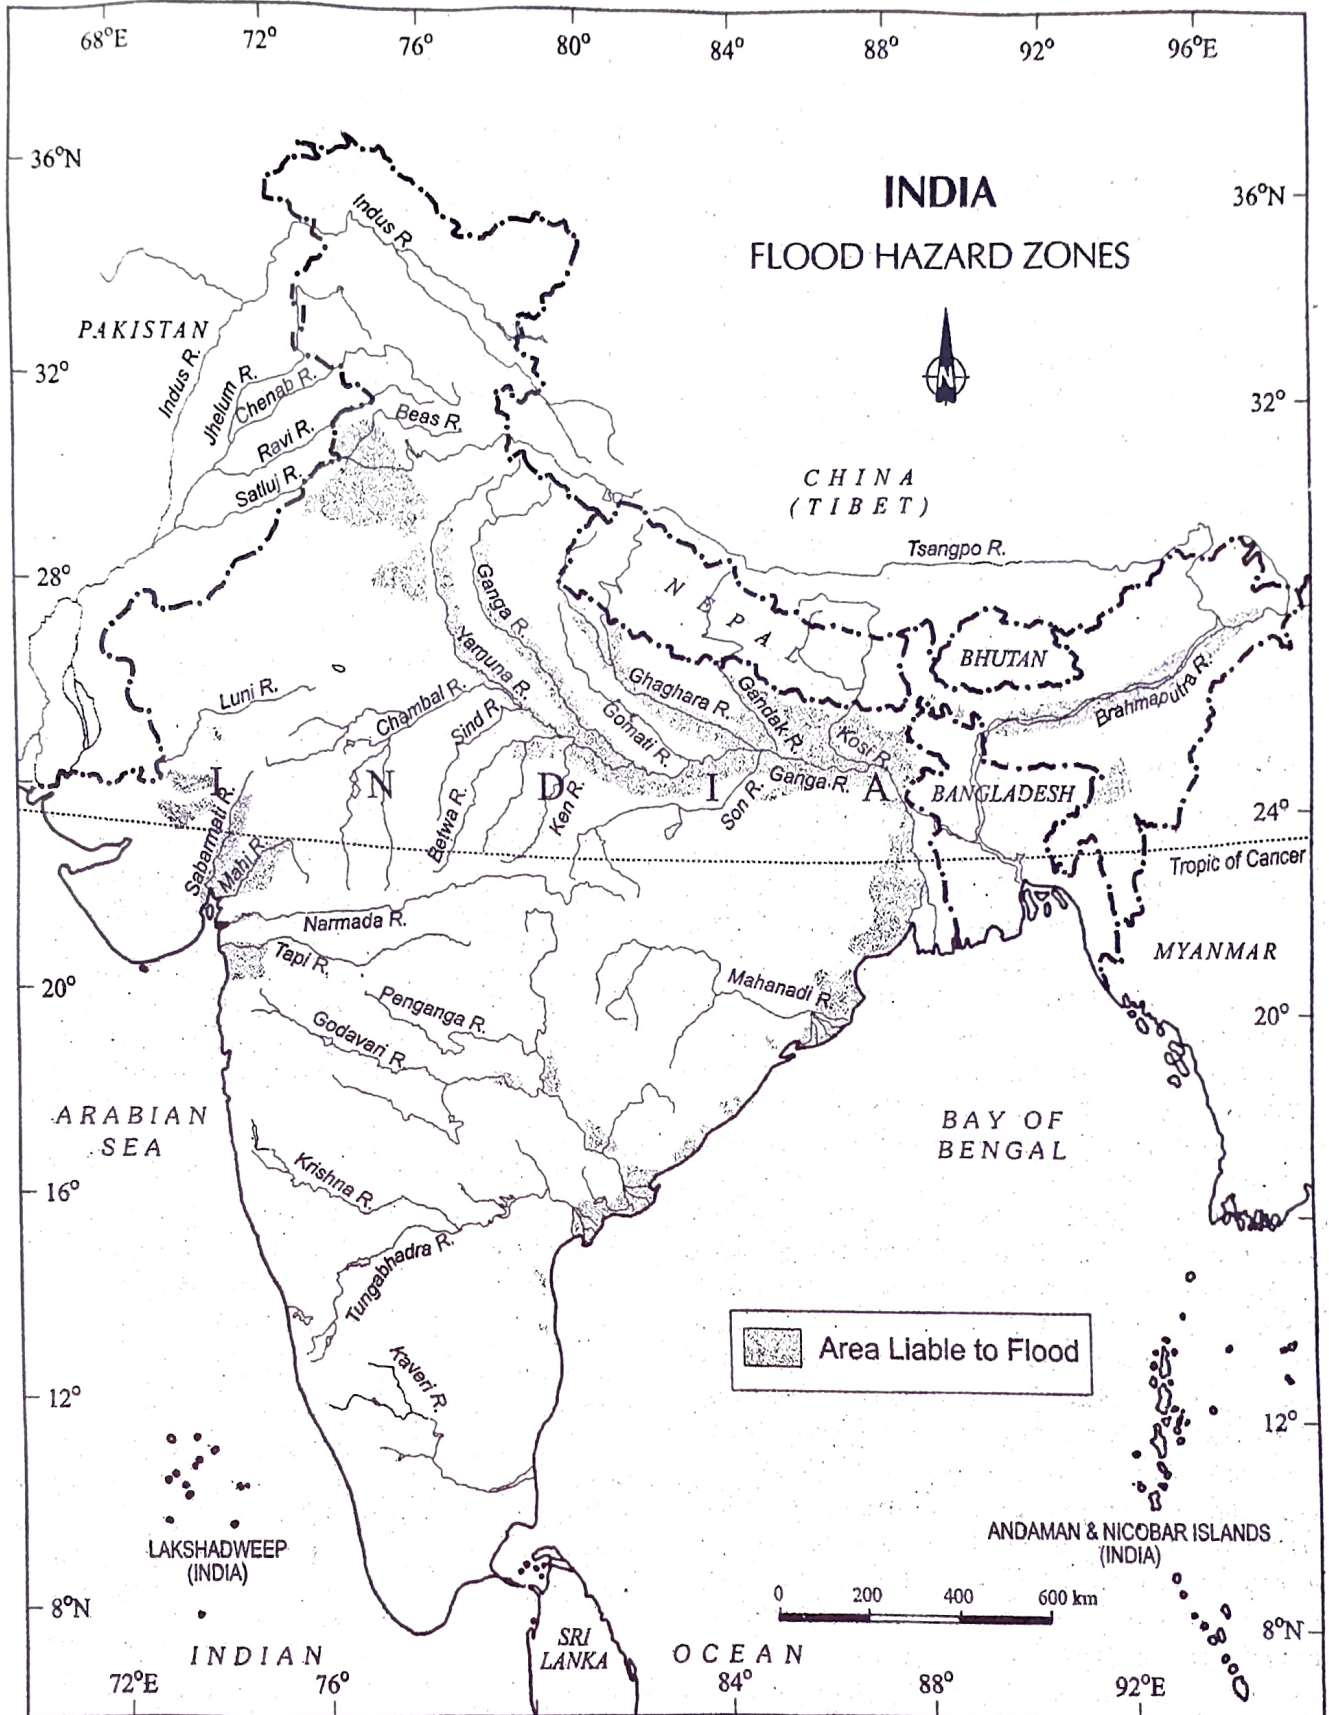 68°E 72° 76° 80° 84° 88° 92° 96°E
36°N
INDIA
36°N
FLOOD HAZARD ZONES
Indus R.
PAKISTAN
N
32°
32°
Indus R.
Jhelum R.
Chenab R.
Beas R.
Ravi R.
Satluj R.
CHINA
(TIBET)
Tsangpo R.
28°
NEPAL
Ganga R.
BHUTAN
Yamuna R.
Luni R.
Ghaghara R.
Gandak R.
Brahmaputra R.
Chambal R.
Sind R.
Gomati R.
Kosi R.
Ganga R.
I N D I A
BANGLADESH
Sabarmati R.
Betwa R.
Ken R.
Son R.
24°
Mahi R.
Tropic of Cancer
Narmada R.
Tapi R.
MYANMAR
Mahanadi R.
20°
Penganga R.
20°
Godavari R.
ARABIAN
SEA
BAY OF
BENGAL
Krishna R.
16°
Tungabhadra R.
Area Liable to Flood
Kaveri R.
12°
12°
LAKSHADWEEP
(INDIA)
ANDAMAN & NICOBAR ISLANDS
(INDIA)
0 200 400 600 km
8°N
8°N
SRI
LANKA
INDIAN OCEAN
72°E 76° 84° 88° 92°E